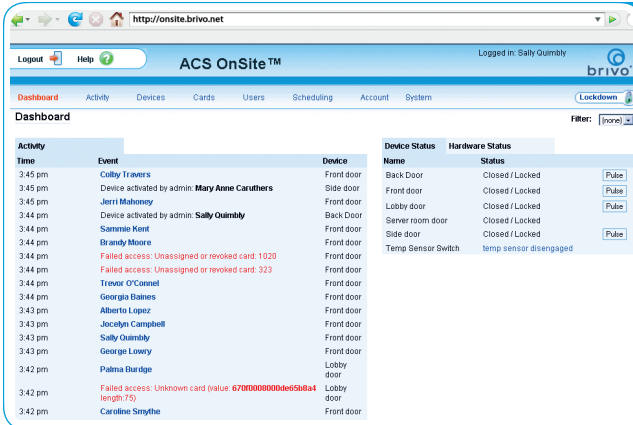 http://onsite.brivo.net
Logout Help ACS OnSite™ Logged in: Sally Quimbly
brivo
Dashboard Activity Devices Cards Users Scheduling Account System Lockdown
Dashboard Filter: (none)
Activity
Time Event Device
3:45 pm Colby Travers Front door
3:45 pm Device activated by admin: Mary Anne Caruthers Side door
3:45 pm Jerri Mahoney Front door
3:44 pm Device activated by admin: Sally Quimbly Back Door
3:44 pm Sammie Kent Front door
3:44 pm Brandy Moore Front door
3:44 pm Failed access: Unassigned or revoked card: 1020 Front door
3:44 pm Failed access: Unassigned or revoked card: 323 Front door
3:44 pm Trevor O'Connel Front door
3:44 pm Georgia Baines Front door
3:43 pm Alberto Lopez Front door
3:43 pm Jocelyn Campbell Front door
3:43 pm Sally Quimbly Front door
3:43 pm George Lowry Front door
3:42 pm Palma Burdge Lobby
door
3:42 pm Failed access: Unknown card (value: 670f0008000de65b8a4 Lobby
length:75) door
3:42 pm Caroline Smythe Front door
Device Status Hardware Status
Name Status
Back Door Closed / Locked Pulse
Front door Closed / Locked Pulse
Lobby door Closed / Locked Pulse
Server room door Closed / Locked
Side door Closed / Locked Pulse
Temp Sensor Switch temp sensor disengaged